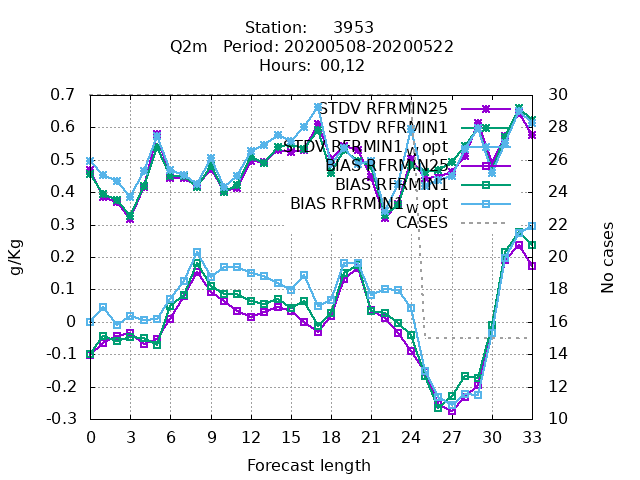 Station: 3953
Q2m Period: 20200508-20200522
Hours: 00,12
0.7
0.6
0.5
0.4
0.3
0.2
0.1
0
-0.1
-0.2
-0.3
g/Kg
STDV RFRMIN25
STDV RFRMIN1
STDV RFRMIN1W opt
BIAS RFRMIN25
BIAS RFRMIN1
BIAS RFRMIN1W opt
CASES
30
28
26
24
22
20
18
16
14
12
10
No cases
0 3 6 9 12 15 18 21 24 27 30 33
Forecast length